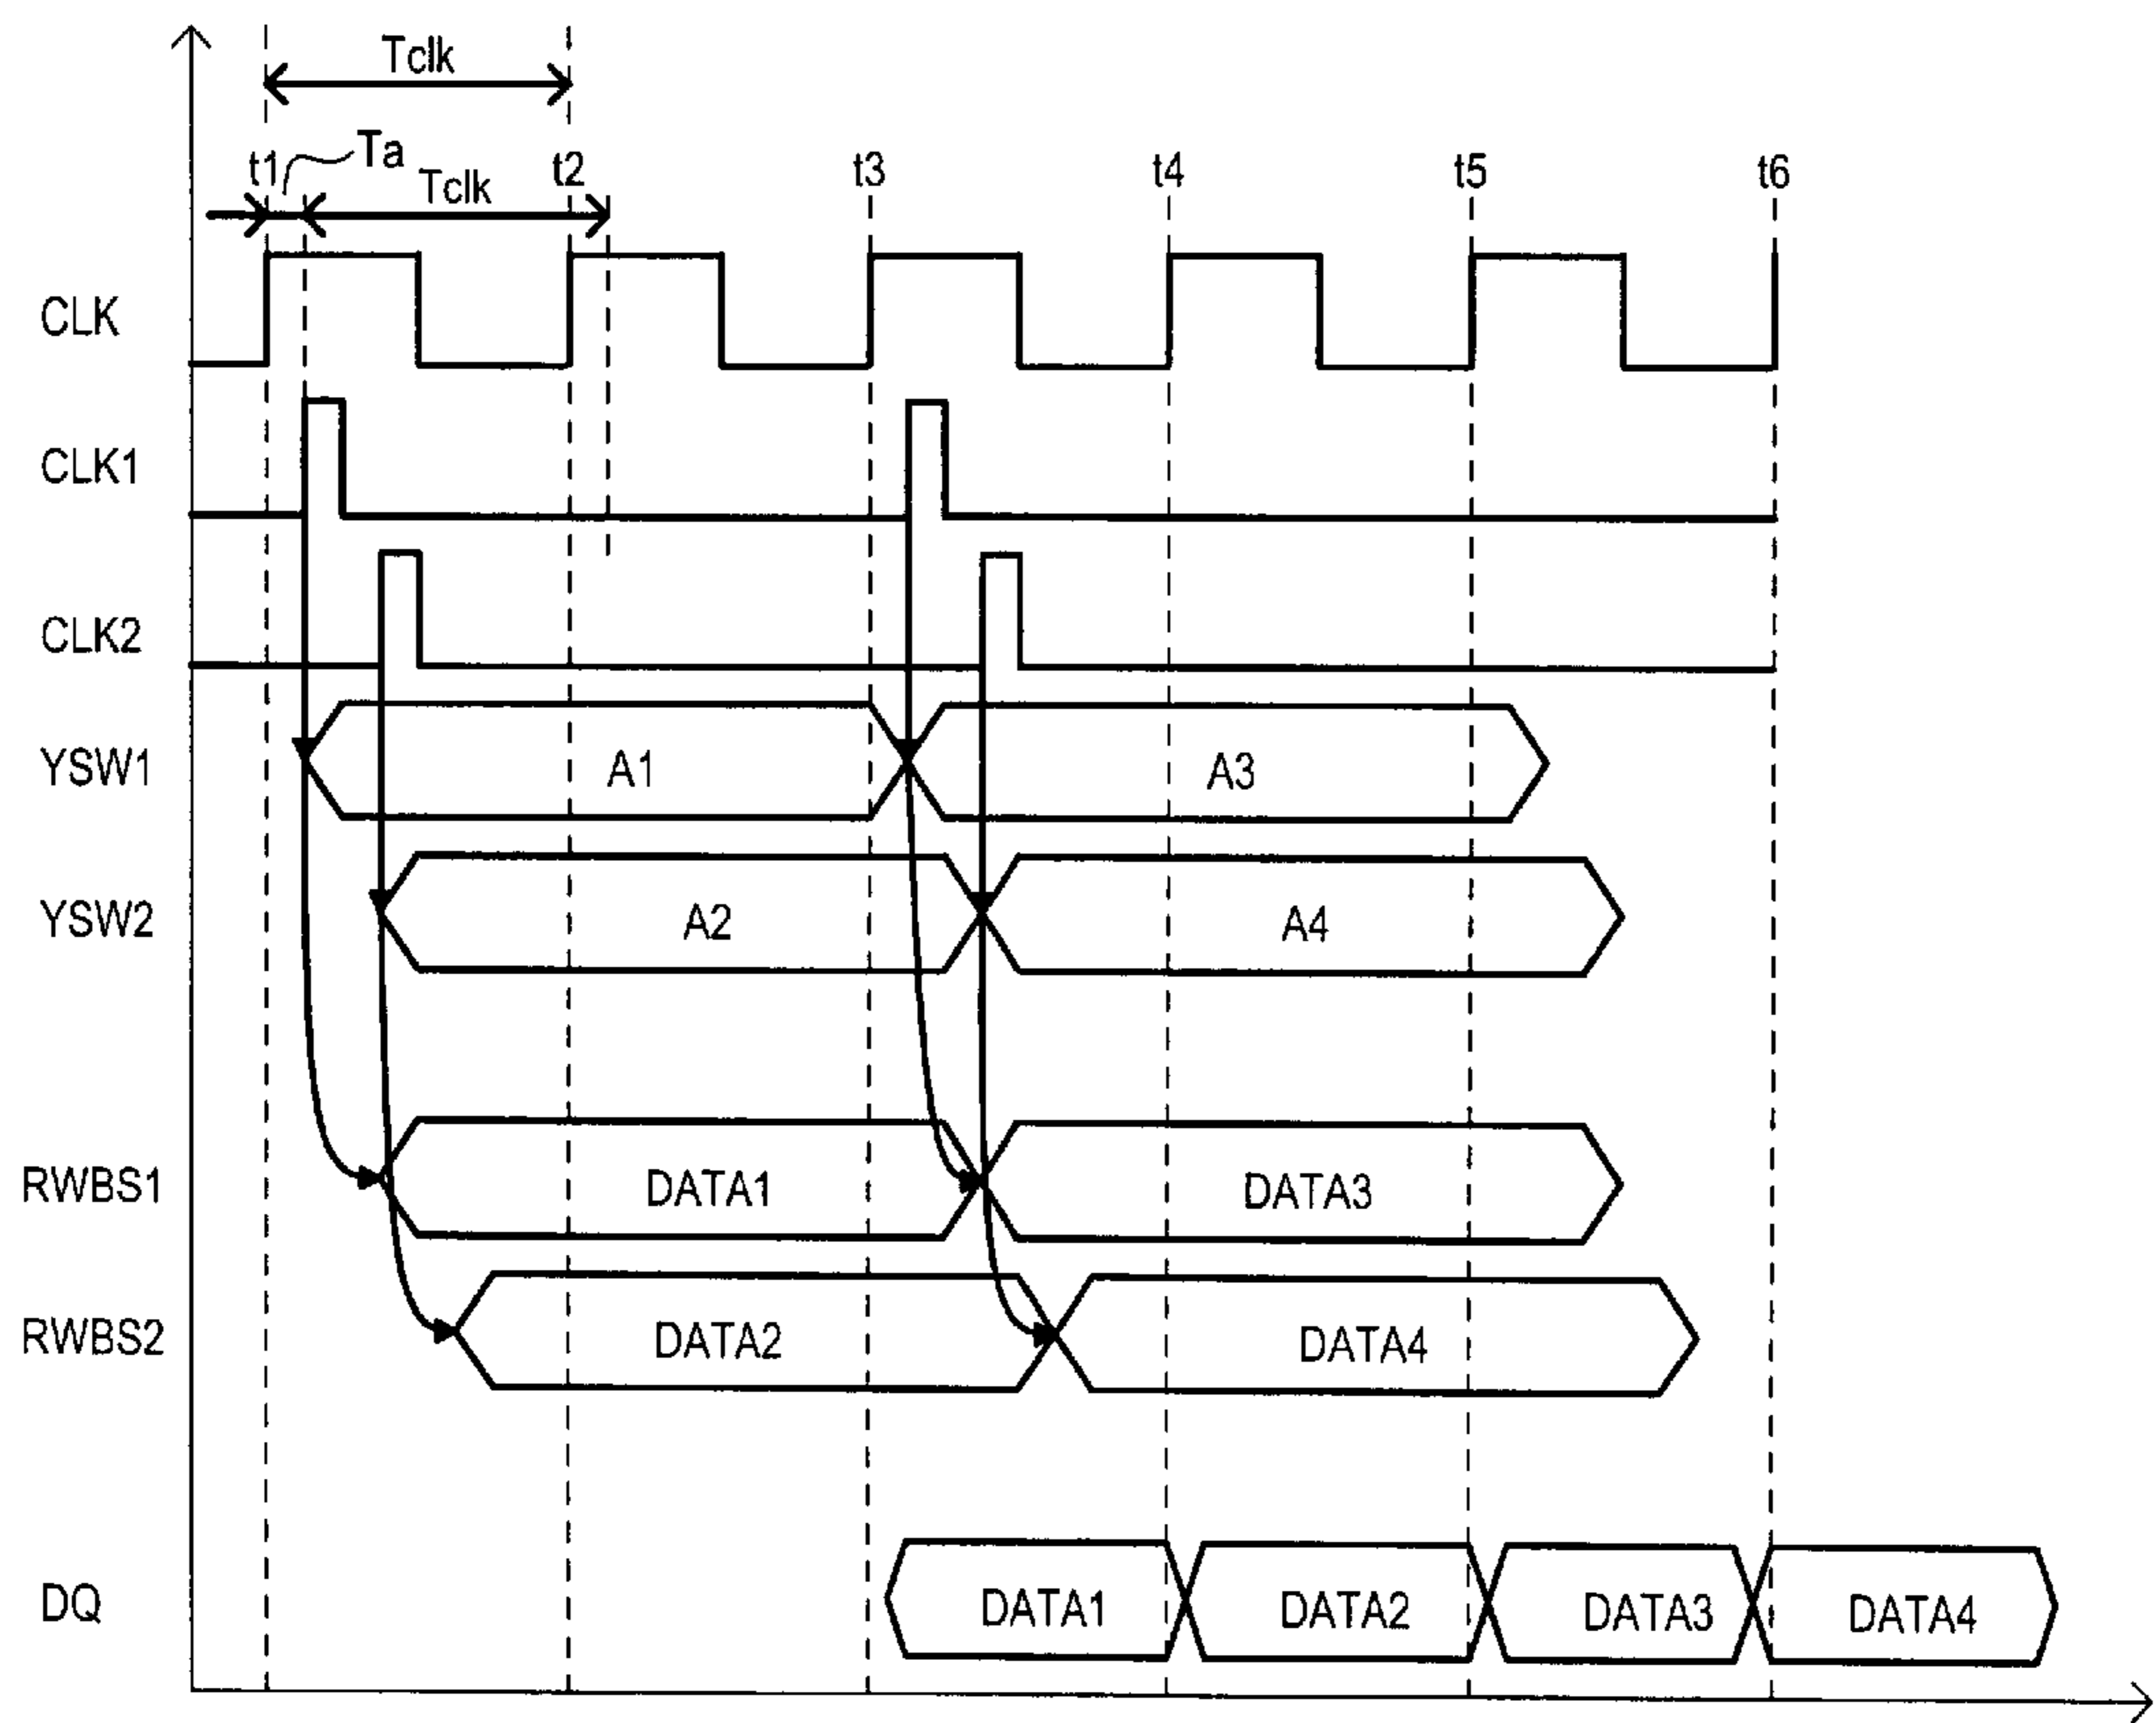 Tclk
Ta
t1 Tclk t2 t3 t4 t5 t6
CLK
CLK1
CLK2
YSW1 A1 A3
YSW2 A2 A4
RWBS1 DATA1 DATA3
RWBS2 DATA2 DATA4
DQ DATA1 DATA2 DATA3 DATA4